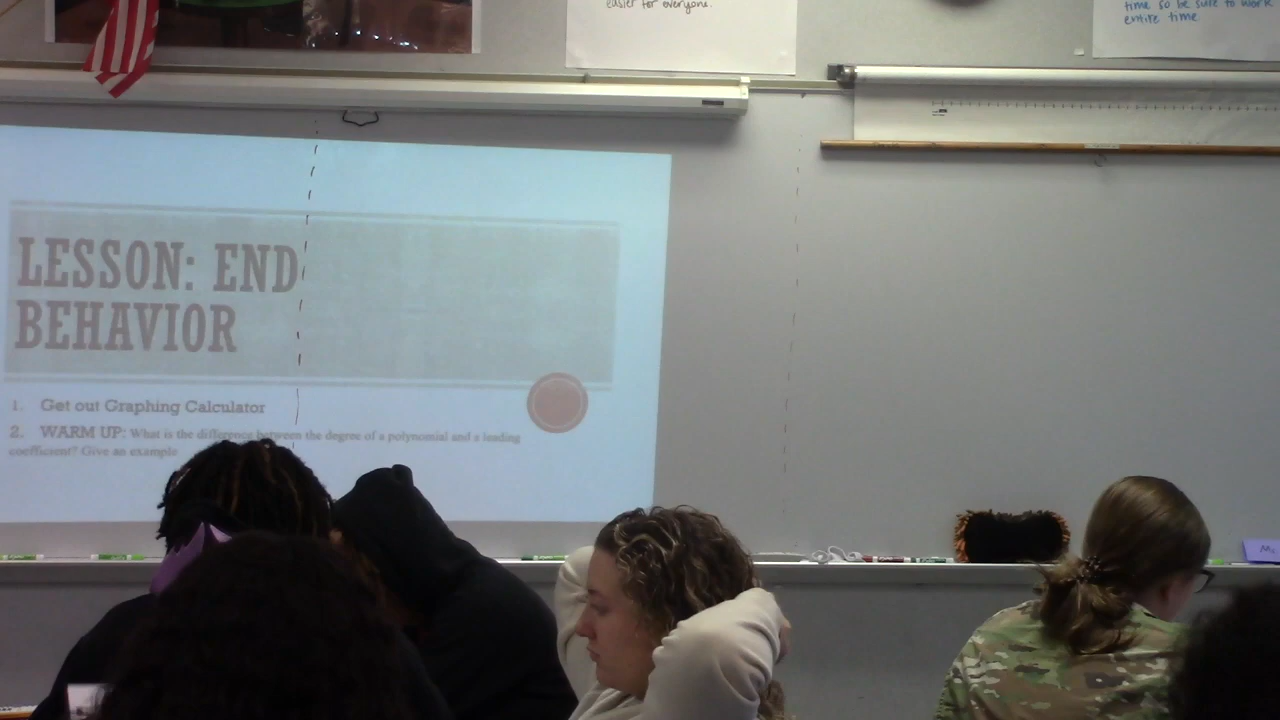 easier for everyone.
time so be sure to work
entire time
LESSON: END
BEHAVIOR
1. Get out Graphing Calculator
2. WARM UP: What is the difference between the degree of a polynomial and a leading
coefficient? Give an example